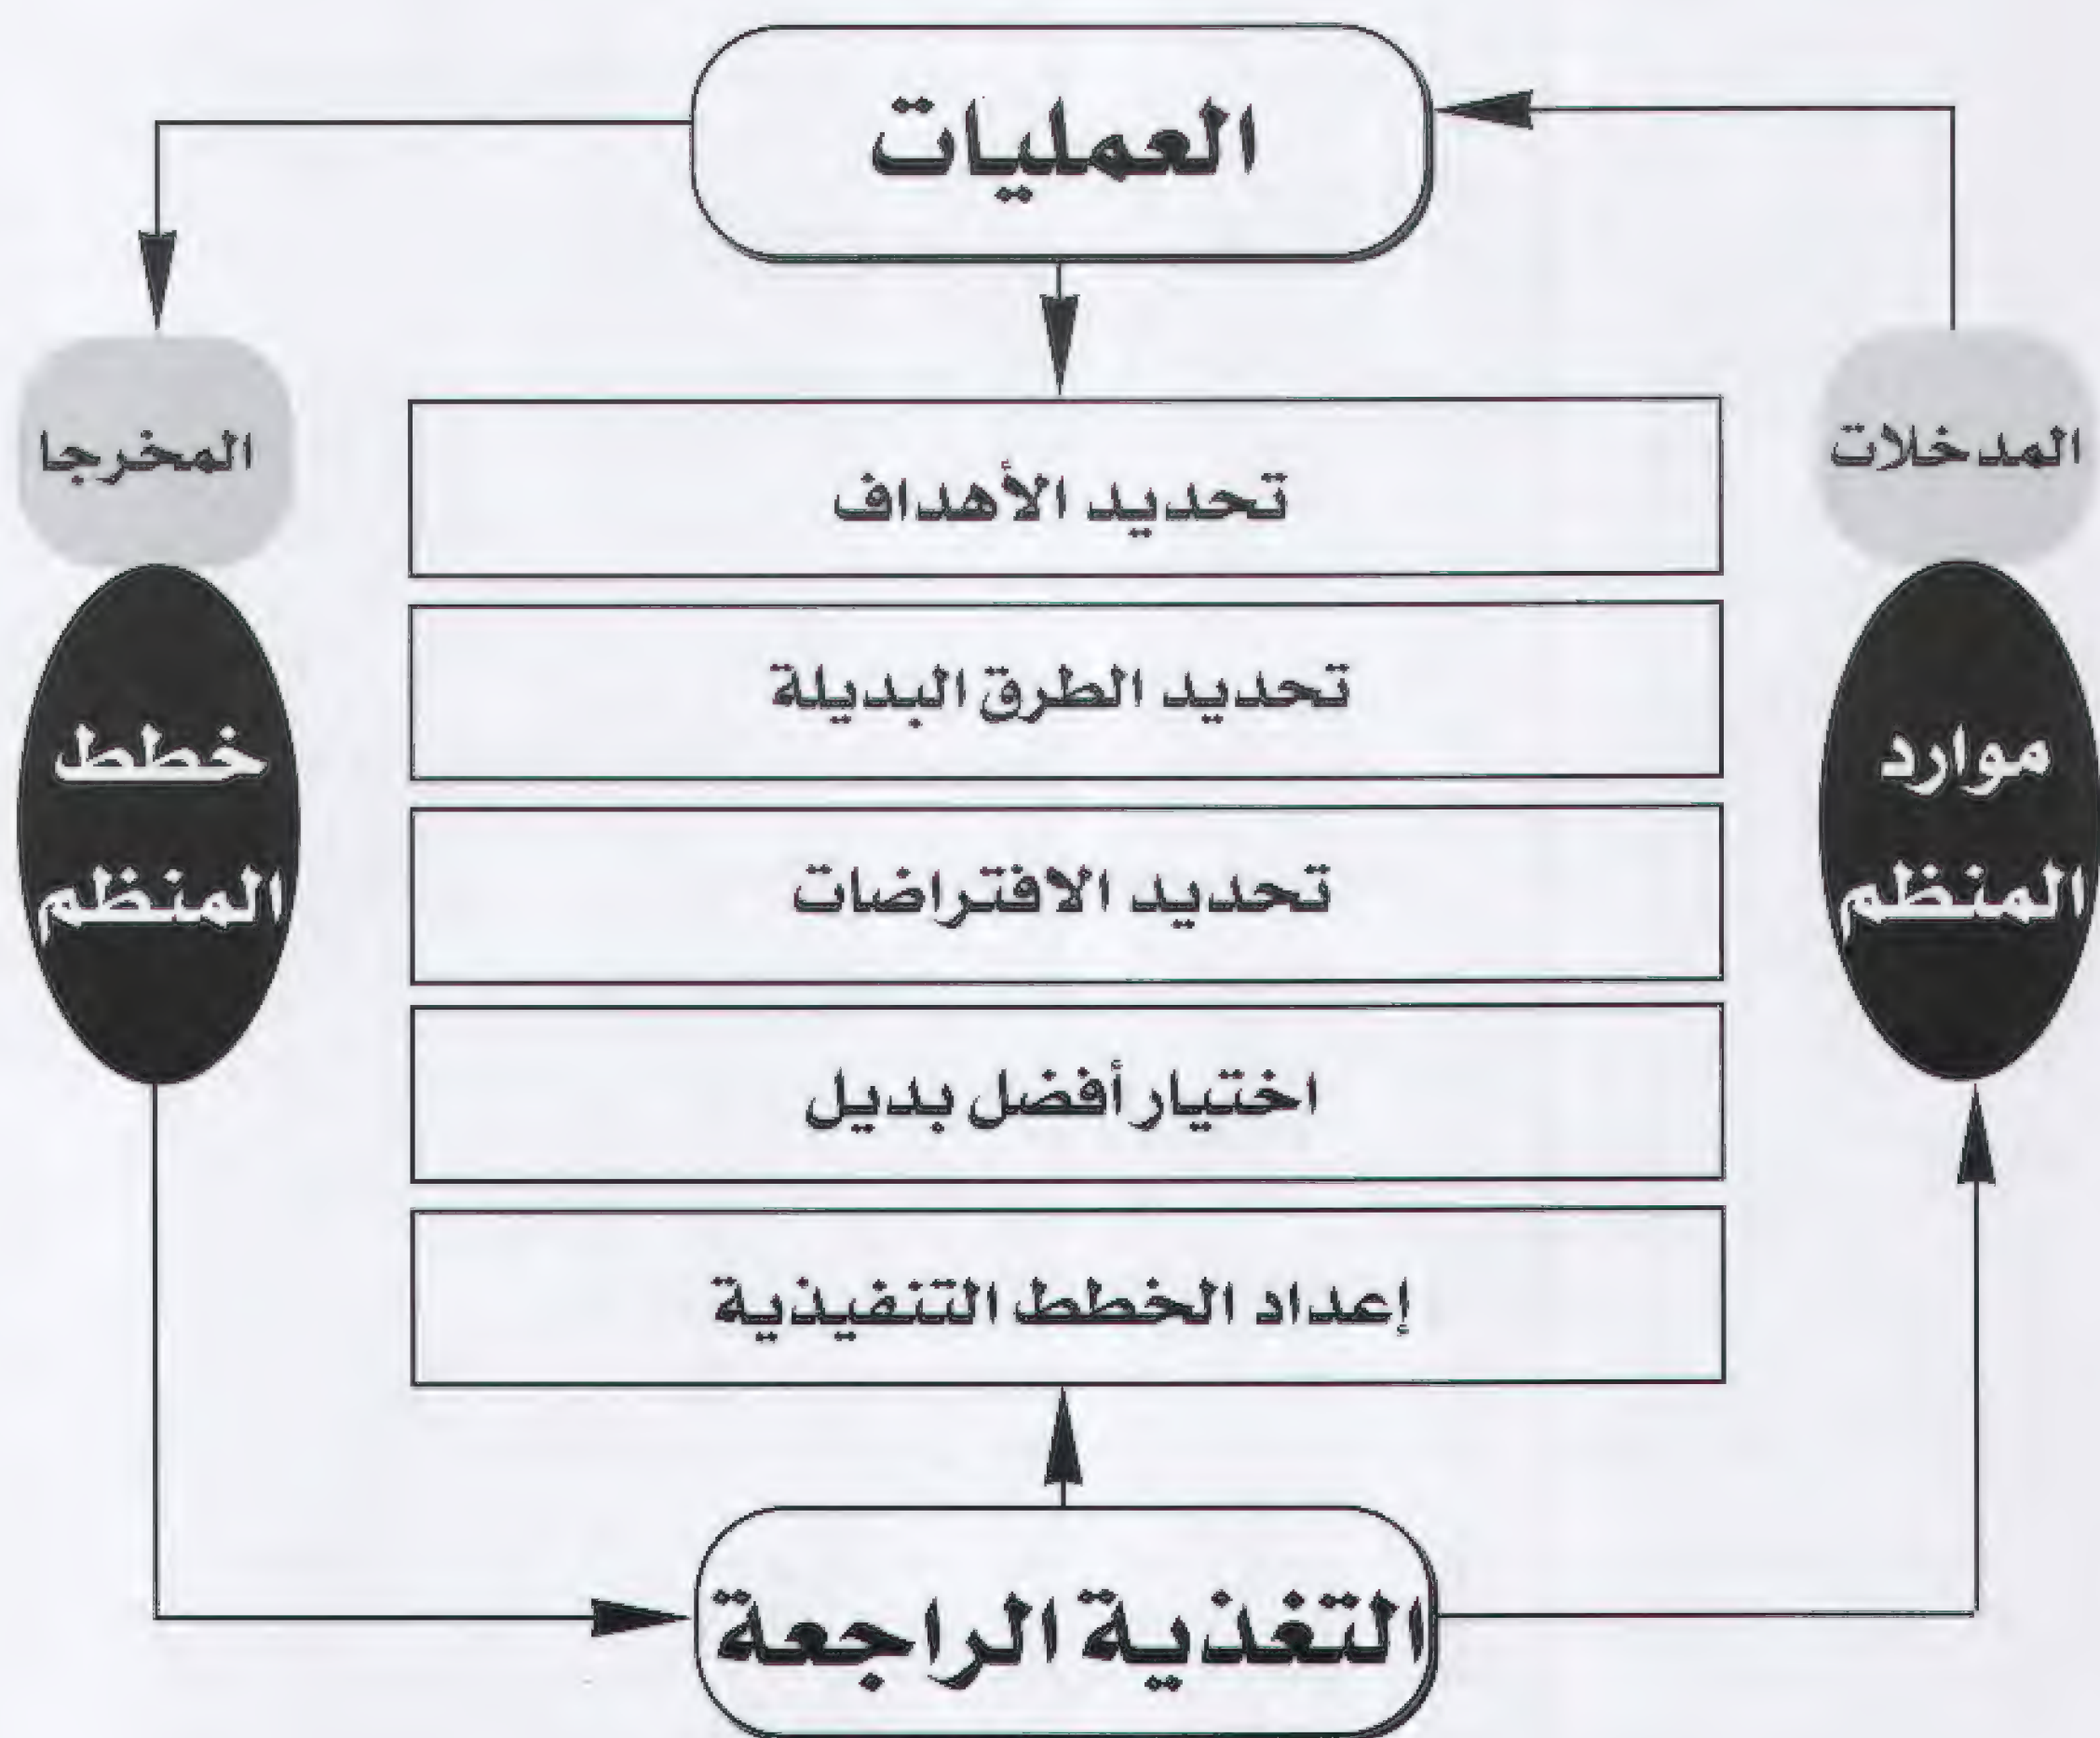 العمليات
المدخلات
موارد
المنظم
تحديد الأهداف
تحديد الطرق البديلة
تحديد الافتراضات
اختيار أفضل بديل
إعداد الخطط التنفيذية
المخرجا
خطط
المنظم
التغذية الراجعة